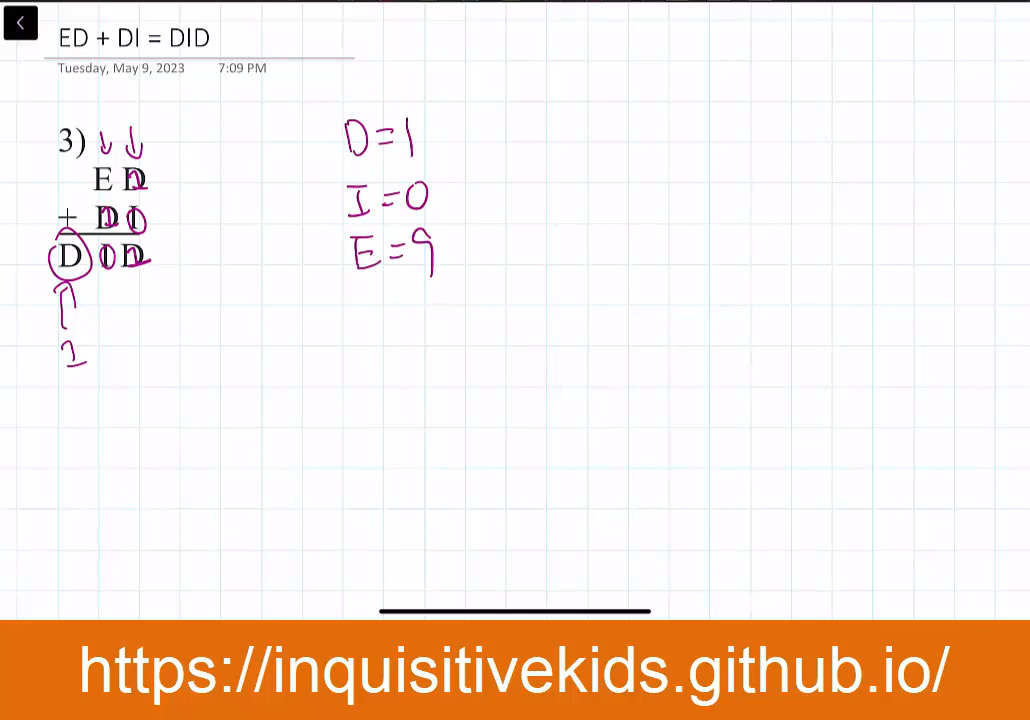 ED + DI = DID
Tuesday, May 9, 2023 7:09 PM
3)
E D
+ D I
D I D
1
D = 1
I = 0
E = 9
https://inquisitivekids.github.io/